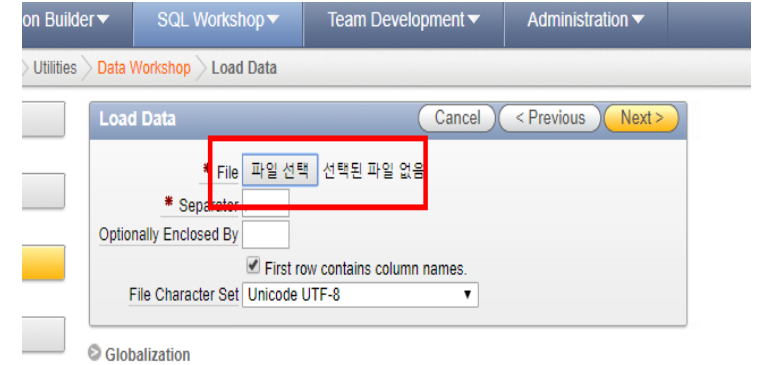 on Builder▼ SQL Workshop▼ Team Development▼ Administration▼
Utilities > Data Workshop > Load Data
Load Data Cancel < Previous Next >
* File 파일 선택 선택된 파일 없음
* Separator
Optionally Enclosed By
First row contains column names.
File Character Set Unicode UTF-8 ▼
Globalization